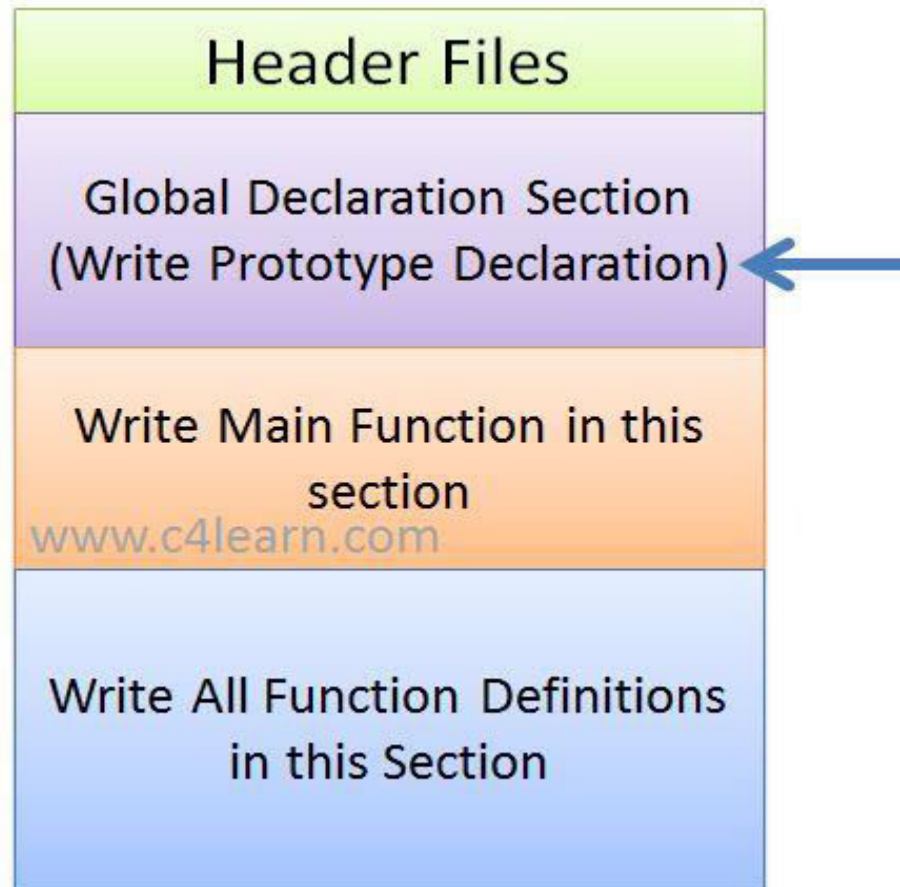 Header Files
Global Declaration Section
(Write Prototype Declaration)
Write Main Function in this
section
www.c4learn.com
Write All Function Definitions
in this Section